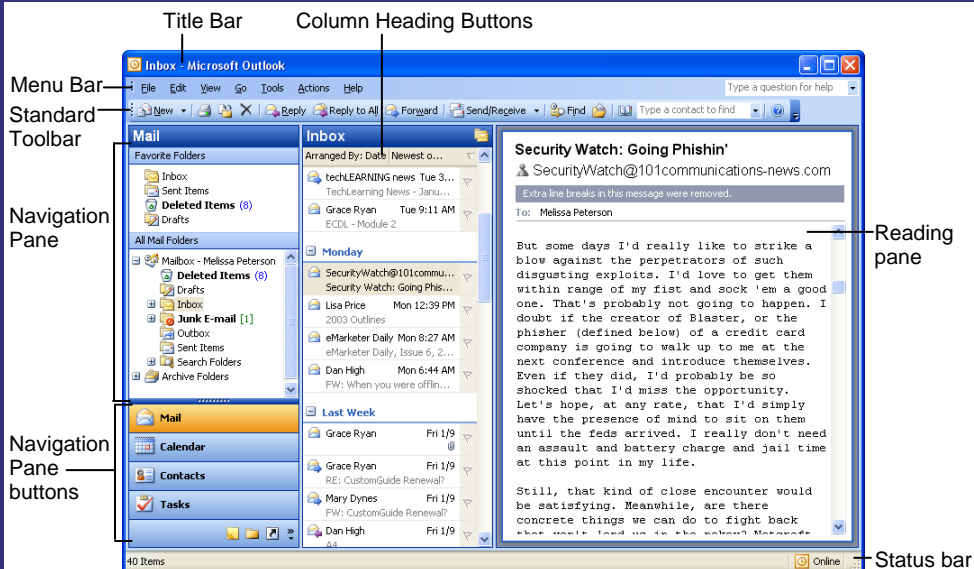 Title Bar
Column Heading Buttons
Inbox - Microsoft Outlook
Menu Bar
File Edit View Go Tools Actions Help
Type a question for help
Standard
Toolbar
New Reply Reply to All Forward Send/Receive Find Type a contact to find
Mail
Favorite Folders
Inbox
Sent Items
Deleted Items (8)
Drafts
Navigation
Pane
All Mail Folders
Mailbox - Melissa Peterson
Deleted Items (8)
Drafts
Inbox
Junk E-mail [1]
Outbox
Sent Items
Search Folders
Archive Folders
Navigation
Pane
buttons
Mail
Calendar
Contacts
Tasks
Inbox
Arranged By: Date Newest o...
techLEARNING news Tue 3...
TechLearning News - Janu...
Grace Ryan Tue 9:11 AM
ECDL - Module 2
Monday
SecurityWatch@101commu...
Security Watch: Going Phis...
Lisa Price Mon 12:39 PM
2003 Outlines
eMarketer Daily Mon 8:27 AM
eMarketer Daily, Issue 6, 2...
Dan High Mon 6:44 AM
FW: When you were offlin...
Last Week
Grace Ryan Fri 1/9
Grace Ryan Fri 1/9
RE: CustomGuide Renewal?
Mary Dynes Fri 1/9
FW: CustomGuide Renewal?
Dan High Fri 1/9
A4
Security Watch: Going Phishin'
SecurityWatch@101communications-news.com
Extra line breaks in this message were removed.
To: Melissa Peterson
Reading
pane
But some days I'd really like to strike a
blow against the perpetrators of such
disgusting exploits. I'd love to get them
within range of my fist and sock 'em a good
one. That's probably not going to happen. I
doubt if the creator of Blaster, or the
phisher (defined below) of a credit card
company is going to walk up to me at the
next conference and introduce themselves.
Even if they did, I'd probably be so
shocked that I'd miss the opportunity.
Let's hope, at any rate, that I'd simply
have the presence of mind to sit on them
until the feds arrived. I really don't need
an assault and battery charge and jail time
at this point in my life.
Still, that kind of close encounter would
be satisfying. Meanwhile, are there
concrete things we can do to fight back
that won't land us in the pokey? Netcraft
40 Items
Online
Status bar